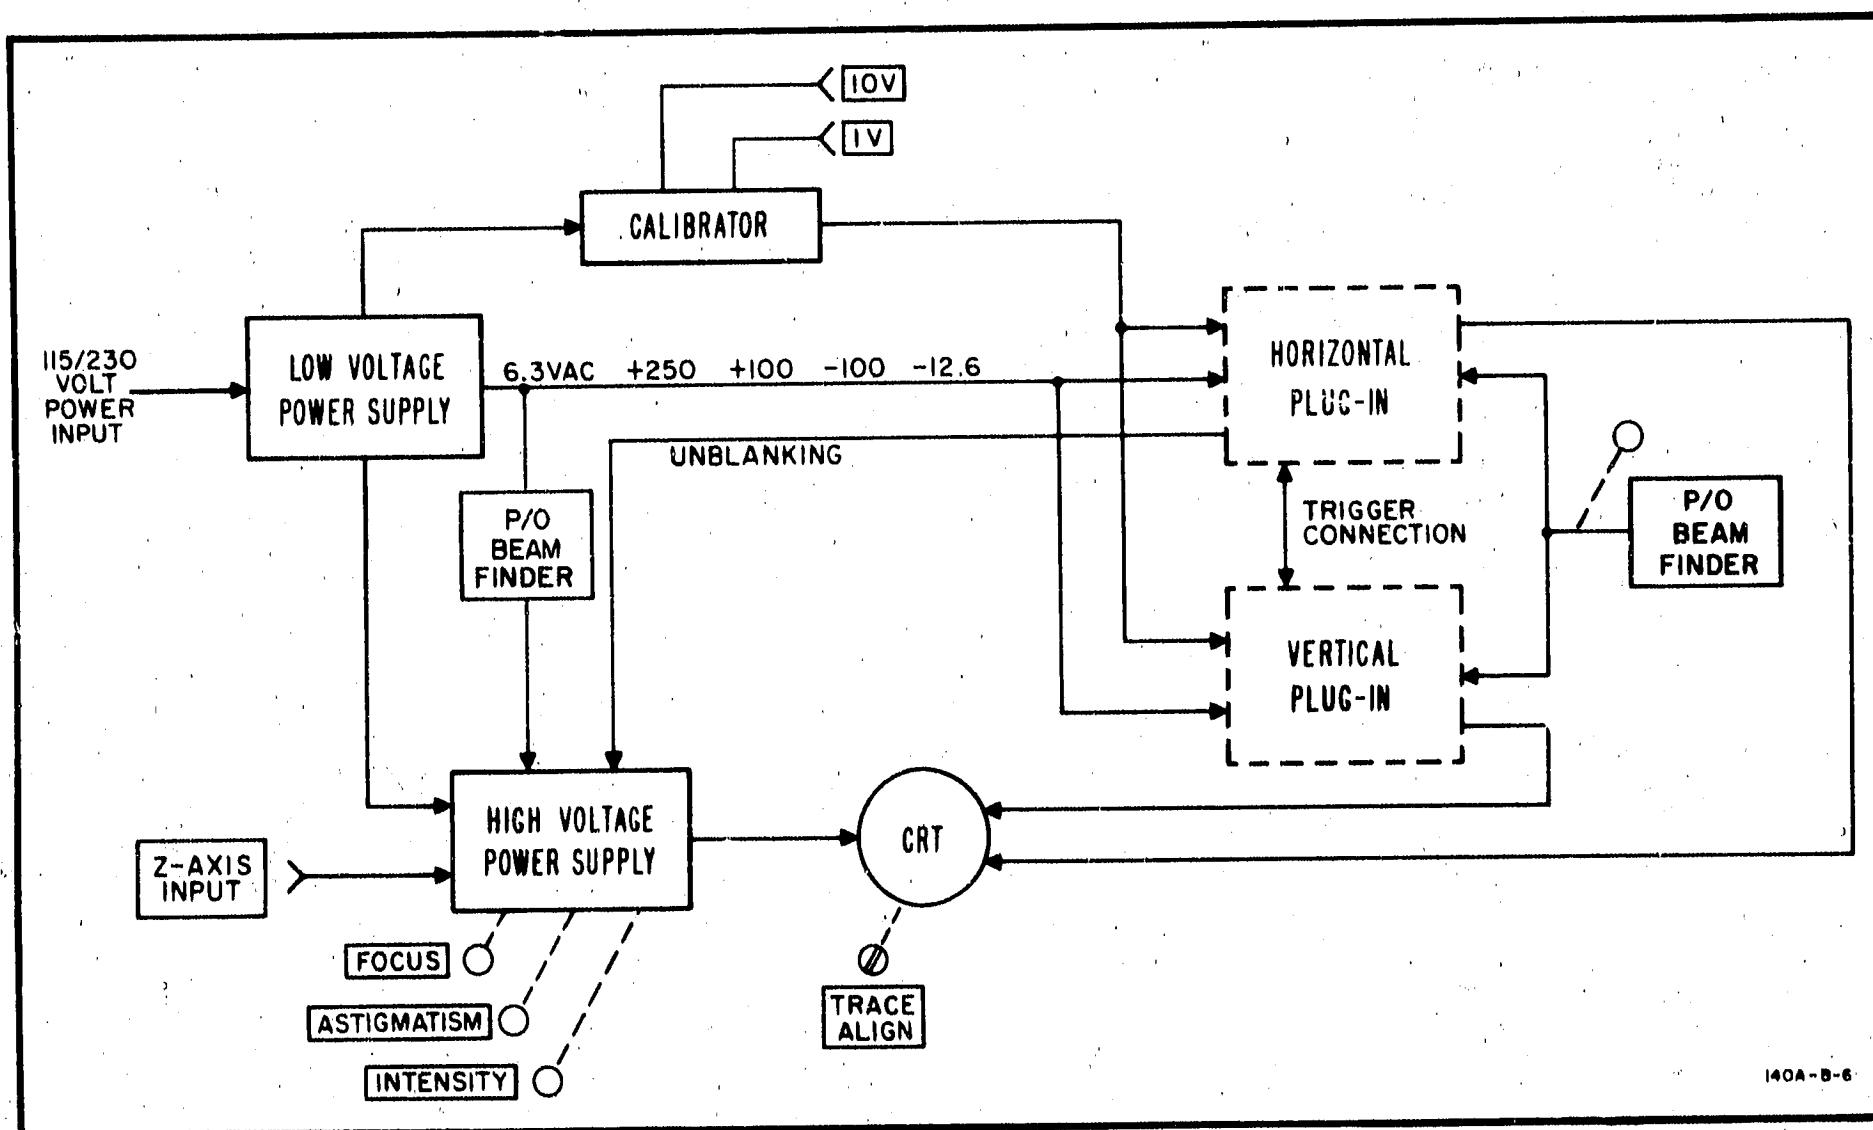 10V
1V
CALIBRATOR
115/230
VOLT
POWER
INPUT
LOW VOLTAGE
POWER SUPPLY
6.3VAC +250 +100 -100 -12.6
HORIZONTAL
PLUG-IN
UNBLANKING
P/O
BEAM
FINDER
TRIGGER
CONNECTION
P/O
BEAM
FINDER
VERTICAL
PLUG-IN
HIGH VOLTAGE
POWER SUPPLY
CRT
Z-AXIS
INPUT
FOCUS
ASTIGMATISM
INTENSITY
TRACE
ALIGN
140A-B-6